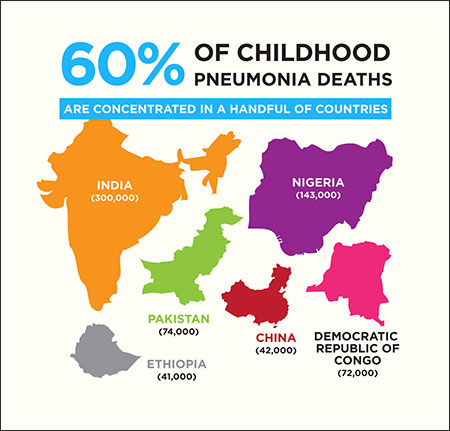 60% OF CHILDHOOD
PNEUMONIA DEATHS
ARE CONCENTRATED IN A HANDFUL OF COUNTRIES
INDIA
(300,000)
NIGERIA
(143,000)
PAKISTAN
(74,000)
CHINA
(42,000)
DEMOCRATIC
REPUBLIC OF
CONGO
(72,000)
ETHIOPIA
(41,000)